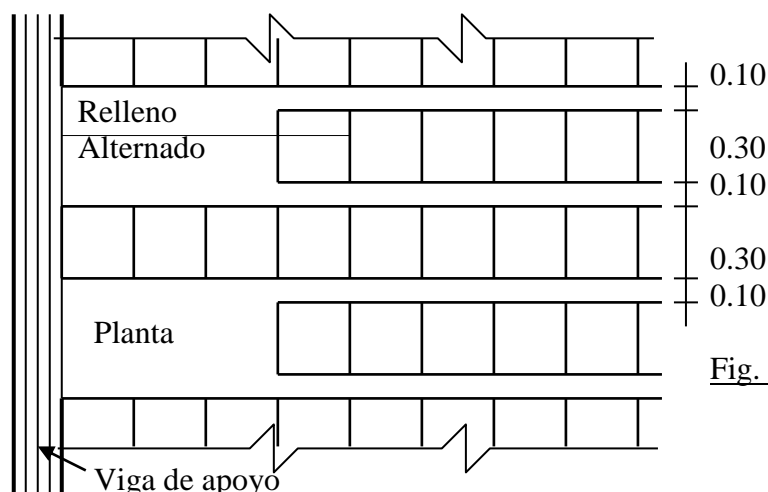 0.10
Relleno
Alternado
0.30
0.10
0.30
0.10
Planta
Fig.
Viga de apoyo